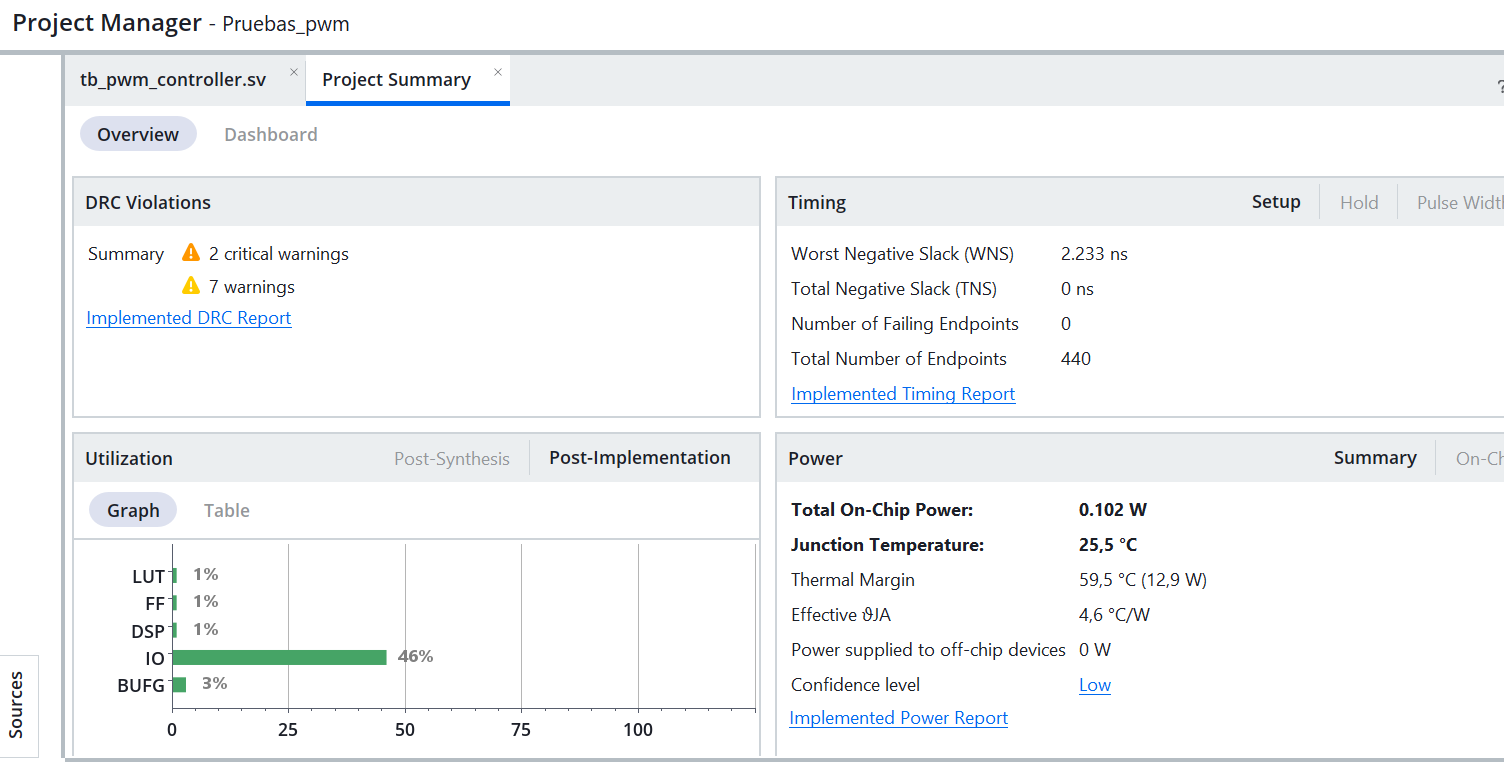 Project Manager - Pruebas_pwm
tb_pwm_controller.sv
Project Summary
?
Overview
Dashboard
DRC Violations
Summary 2 critical warnings
7 warnings
Implemented DRC Report
Timing Setup Hold Pulse Widt
Worst Negative Slack (WNS) 2.233 ns
Total Negative Slack (TNS) 0 ns
Number of Failing Endpoints 0
Total Number of Endpoints 440
Implemented Timing Report
Utilization Post-Synthesis Post-Implementation
Graph Table
LUT 1%
FF 1%
DSP 1%
IO 46%
BUFG 3%
0 25 50 75 100
Power Summary On-Ch
Total On-Chip Power: 0.102 W
Junction Temperature: 25,5 °C
Thermal Margin 59,5 °C (12,9 W)
Effective ϑJA 4,6 °C/W
Power supplied to off-chip devices 0 W
Confidence level Low
Implemented Power Report
Sources